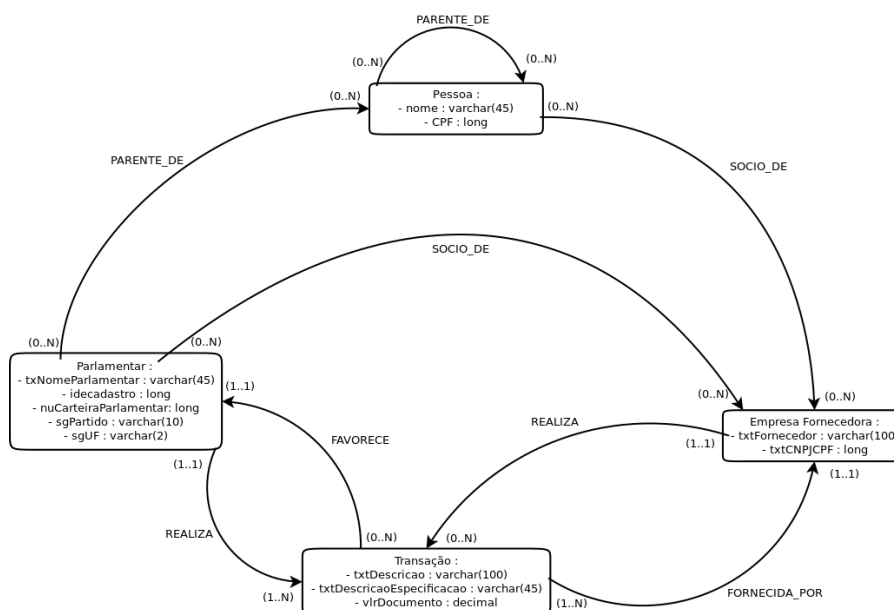 PARENTE_DE
(0..N)
(0..N)
(0..N)
Pessoa :
- nome : varchar(45)
- CPF : long
(0..N)
PARENTE_DE
SOCIO_DE
SOCIO_DE
(0..N)
(0..N)
Parlamentar :
- txNomeParlamentar : varchar(45)
- idecadastro : long
- nuCarteiraParlamentar: long
- sgPartido : varchar(10)
- sgUF : varchar(2)
(1..1)
(0..N)
(0..N)
Empresa Fornecedora :
- txtFornecedor : varchar(100
- txtCNPJCPF : long
REALIZA
(1..1)
FAVORECE
(1..1)
(1..1)
REALIZA
(0..N)
(0..N)
Transação :
- txtDescricao : varchar(100)
- txtDescricaoEspecificacao : varchar(45)
- vlrDocumento : decimal
(1..N)
(1..N)
FORNECIDA_POR